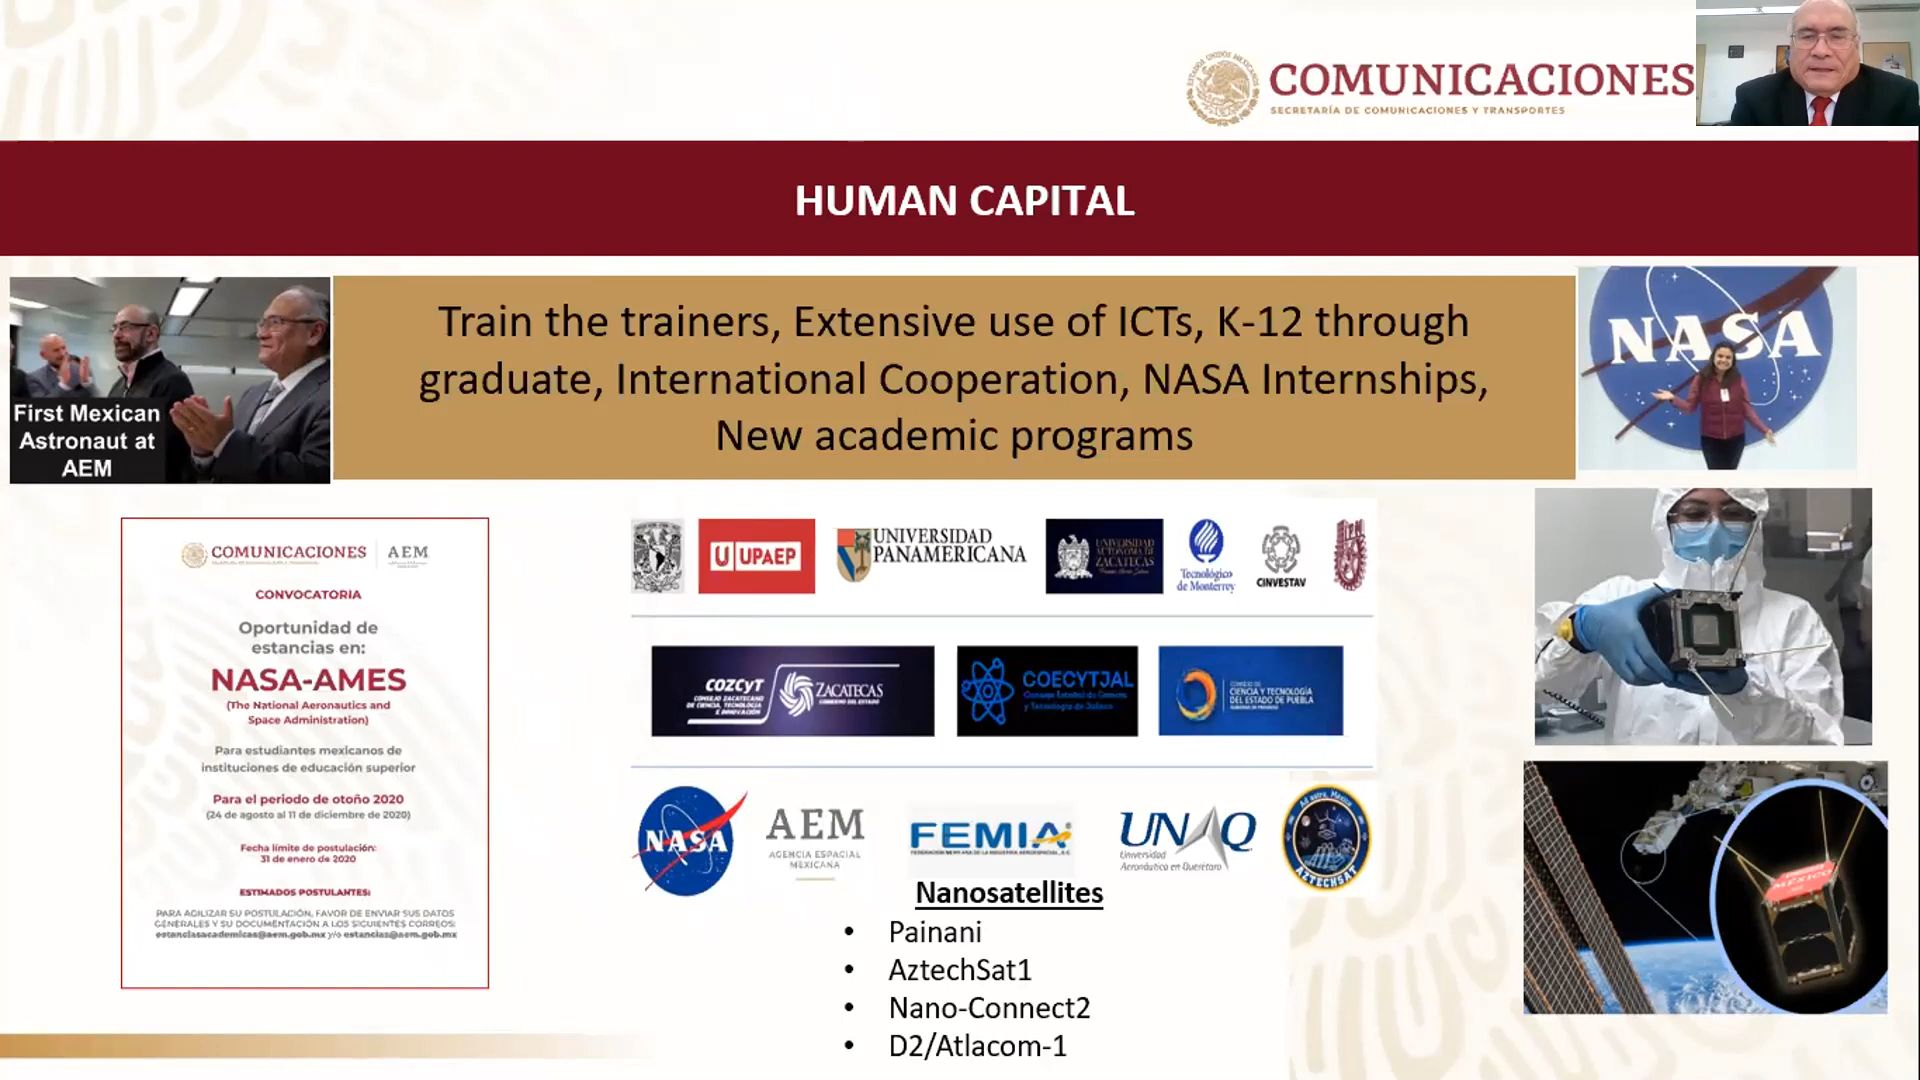 COMUNICACIONES
SECRETARÍA DE COMUNICACIONES Y TRANSPORTES
HUMAN CAPITAL
First Mexican
Astronaut at
AEM
Train the trainers, Extensive use of ICTs, K-12 through
graduate, International Cooperation, NASA Internships,
New academic programs
NASA
COMUNICACIONES
AEM
CONVOCATORIA
Oportunidad de
estancias en:
NASA-AMES
(The National Aeronautics and
Space Administration)
Para estudiantes mexicanos de
instituciones de educación superior
Para el periodo de otoño 2020
(24 de agosto al 11 de diciembre de 2020)
Fecha límite de postulación:
31 de enero de 2020
ESTIMADOS POSTULANTES:
PARA AGILIZAR SU POSTULACIÓN, FAVOR DE ENVIAR SUS DATOS
GENERALES Y SU DOCUMENTACIÓN A LOS SIGUIENTES CORREOS:
estanciasacademicas@aem.gob.mx y/o estancias@aem.gob.mx
UPAEP
UNIVERSIDAD
PANAMERICANA
UNIVERSIDAD
AUTÓNOMA DE
ZACATECAS
Tecnológico
de Monterrey
CINVESTAV
COZCyT
CONSEJO ZACATECANO
DE CIENCIA, TECNOLOGÍA
E INNOVACIÓN
ZACATECAS
GOBIERNO DEL ESTADO
COECYTJAL
Consejo Estatal de Ciencia
y Tecnología de Jalisco
CONSEJO DE
CIENCIA Y TECNOLOGÍA
DEL ESTADO DE PUEBLA
NASA
AEM
AGENCIA ESPACIAL
MEXICANA
FEMIA
UNAQ
Universidad
Aeronáutica en Querétaro
Ad astra, México
AZTECHSAT
Nanosatellites
• Painani
• AztechSat1
• Nano-Connect2
• D2/Atlacom-1
MÉXICO